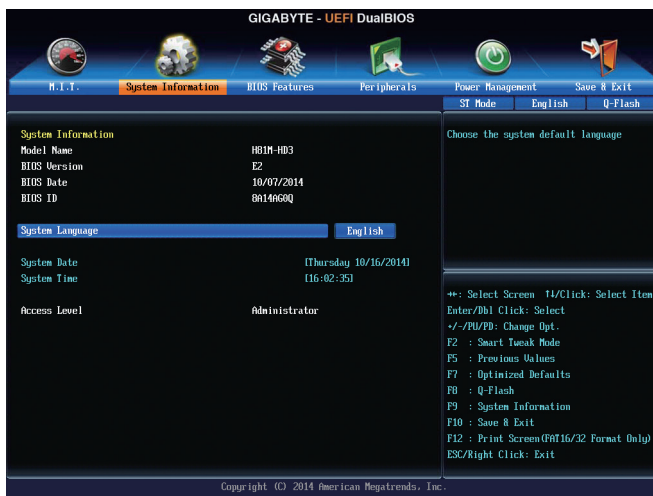 GIGABYTE - UEFI DualBIOS
M.I.T.
System Information
BIOS Features
Peripherals
Power Management
Save & Exit
ST Mode
English
Q-Flash
System Information
Model Name H81M-HD3
BIOS Version E2
BIOS Date 10/07/2014
BIOS ID 8A14AG0Q
System Language English
System Date [Thursday 10/16/2014]
System Time [16:02:35]
Access Level Administrator
Choose the system default language
→←: Select Screen ↑↓/Click: Select Item
Enter/Dbl Click: Select
+/-/PU/PD: Change Opt.
F2 : Smart Tweak Mode
F5 : Previous Values
F7 : Optimized Defaults
F8 : Q-Flash
F9 : System Information
F10 : Save & Exit
F12 : Print Screen(FAT16/32 Format Only)
ESC/Right Click: Exit
Copyright (C) 2014 American Megatrends, Inc.